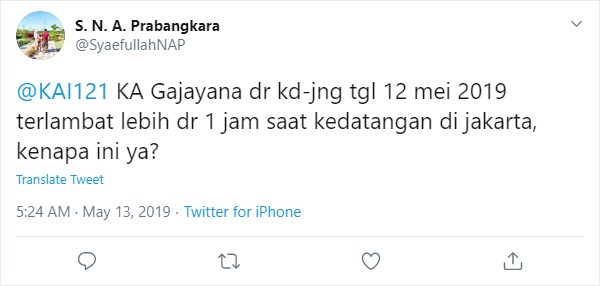 S. N. A. Prabangkara
@SyaefullahNAP
@KAI121 KA Gajayana dr kd-jng tgl 12 mei 2019
terlambat lebih dr 1 jam saat kedatangan di jakarta,
kenapa ini ya?
Translate Tweet
5:24 AM · May 13, 2019 · Twitter for iPhone